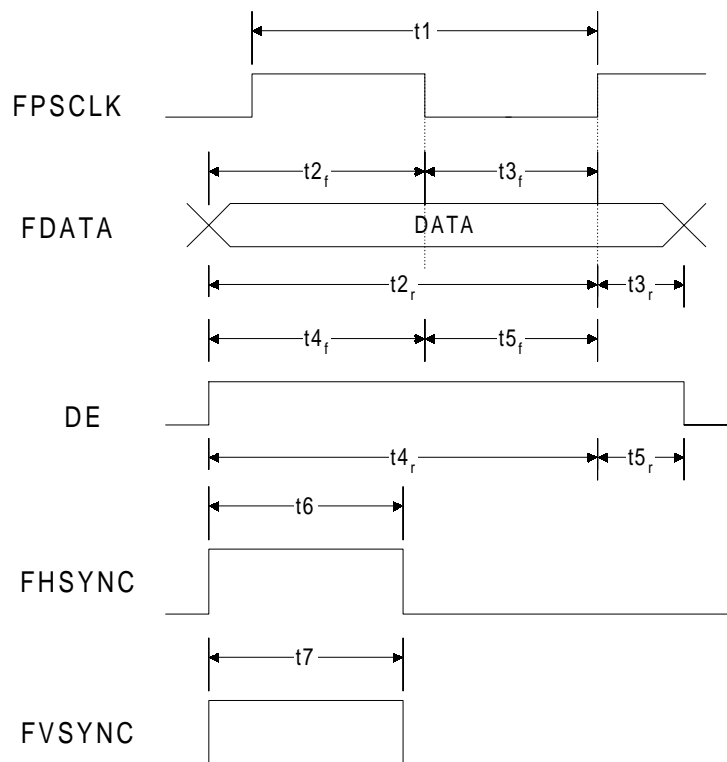 t1
FPSCLK
t2f t3f
FDATA DATA
t2r t3r
t4f t5f
DE
t4r t5r
t6
FHSYNC
t7
FVSYNC